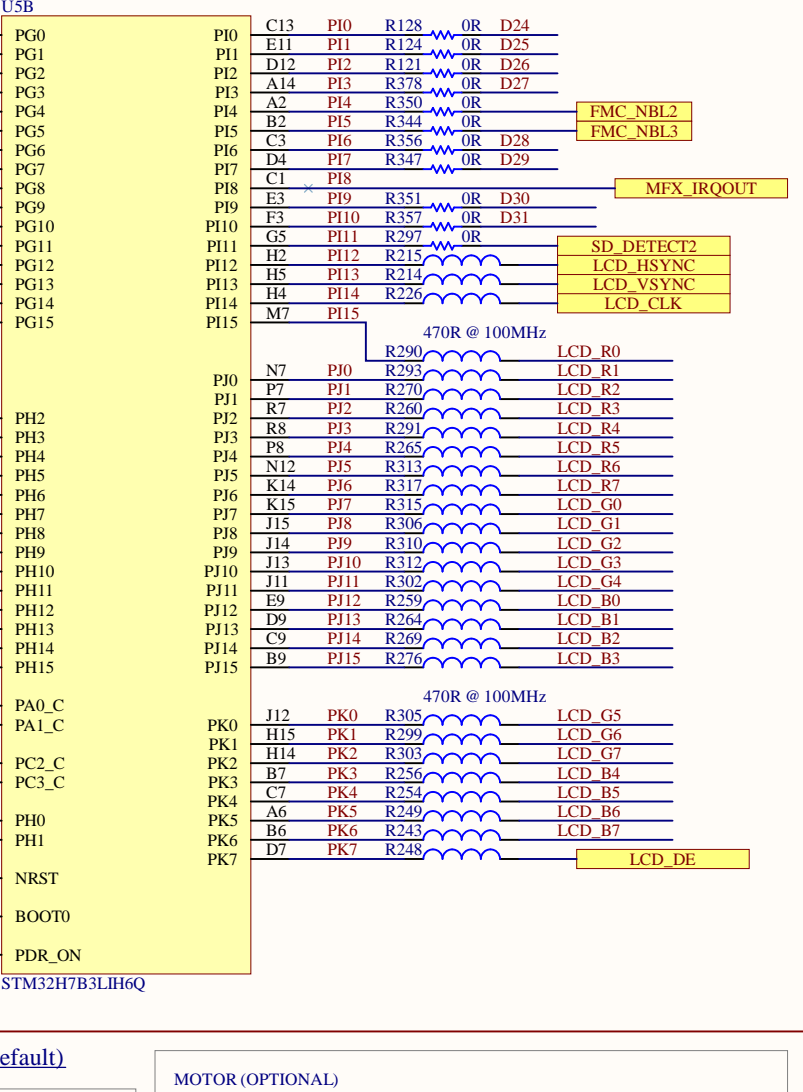 U5B
PG0 PI0 C13 PI0 R128 0R D24
PG1 PI1 E11 PI1 R124 0R D25
PG2 PI2 D12 PI2 R121 0R D26
PG3 PI3 A14 PI3 R378 0R D27
PG4 PI4 A2 PI4 R350 0R FMC_NBL2
PG5 PI5 B2 PI5 R344 0R FMC_NBL3
PG6 PI6 C3 PI6 R356 0R D28
PG7 PI7 D4 PI7 R347 0R D29
PG8 PI8 C1 PI8 MFX_IRQOUT
PG9 PI9 E3 PI9 R351 0R D30
PG10 PI10 F3 PI10 R357 0R D31
PG11 PI11 G5 PI11 R297 0R SD_DETECT2
PG12 PI12 H2 PI12 R215 LCD_HSYNC
PG13 PI13 H5 PI13 R214 LCD_VSYNC
PG14 PI14 H4 PI14 R226 LCD_CLK
PG15 PI15 M7 PI15
470R @ 100MHz
R290 LCD_R0
PJ0 N7 PJ0 R293 LCD_R1
PJ1 P7 PJ1 R270 LCD_R2
PH2 PJ2 R7 PJ2 R260 LCD_R3
PH3 PJ3 R8 PJ3 R291 LCD_R4
PH4 PJ4 P8 PJ4 R265 LCD_R5
PH5 PJ5 N12 PJ5 R313 LCD_R6
PH6 PJ6 K14 PJ6 R317 LCD_R7
PH7 PJ7 K15 PJ7 R315 LCD_G0
PH8 PJ8 J15 PJ8 R306 LCD_G1
PH9 PJ9 J14 PJ9 R310 LCD_G2
PH10 PJ10 J13 PJ10 R312 LCD_G3
PH11 PJ11 J11 PJ11 R302 LCD_G4
PH12 PJ12 E9 PJ12 R259 LCD_B0
PH13 PJ13 D9 PJ13 R264 LCD_B1
PH14 PJ14 C9 PJ14 R269 LCD_B2
PH15 PJ15 B9 PJ15 R276 LCD_B3
470R @ 100MHz
PA0_C
PA1_C PK0 J12 PK0 R305 LCD_G5
PK1 H15 PK1 R299 LCD_G6
PC2_C PK2 H14 PK2 R303 LCD_G7
PC3_C PK3 B7 PK3 R256 LCD_B4
PK4 C7 PK4 R254 LCD_B5
PH0 PK5 A6 PK5 R249 LCD_B6
PH1 PK6 B6 PK6 R243 LCD_B7
PK7 D7 PK7 R248 LCD_DE
NRST
BOOT0
PDR_ON
STM32H7B3LIH6Q
efault)
MOTOR (OPTIONAL)